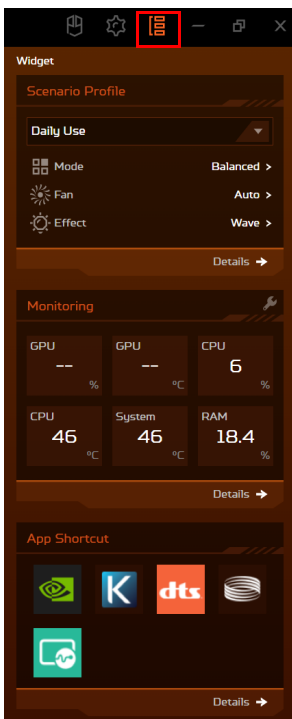 Widget
Scenario Profile
Daily Use
Mode Balanced >
Fan Auto >
Effect Wave >
Details →
Monitoring
GPU GPU CPU
-- -- 6
% °C %
CPU System RAM
46 46 18.4
°C °C %
Details →
App Shortcut
K dts
Details →